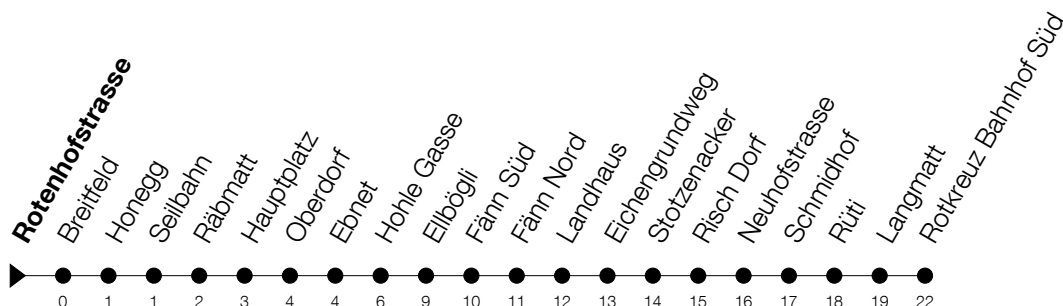 Rotenhofstrasse
Breitfeld
Honegg
Seilbahn
Räbmatt
Hauptplatz
Oberdorf
Ebnet
Hohle Gasse
Ellbögli
Fänn Süd
Fänn Nord
Landhaus
Eichengrundweg
Stotzenacker
Risch Dorf
Neuhofstrasse
Schmidhof
Rüti
Langmatt
Rotkreuz Bahnhof Süd
0 1 1 2 3 4 4 6 9 10 11 12 13 14 15 16 17 18 19 22